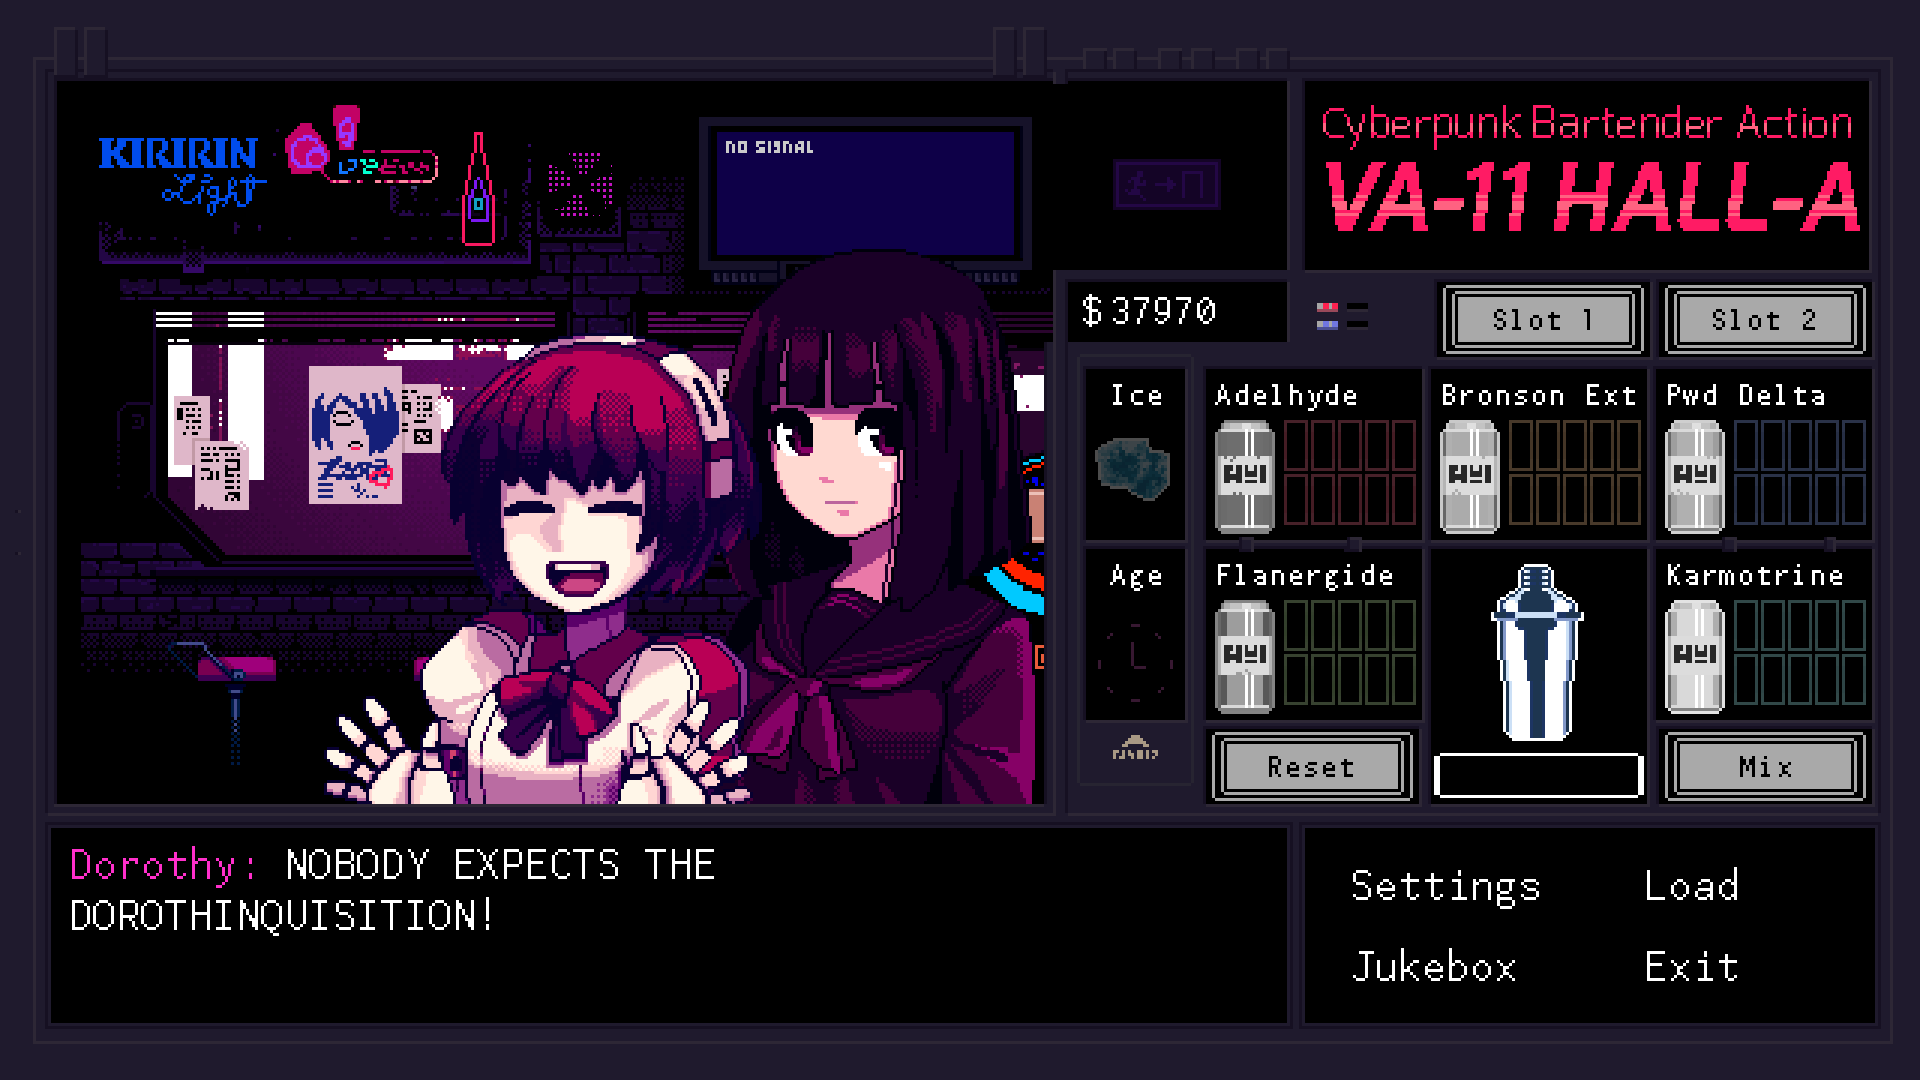 KIRIRIN
Light
NO SIGNAL
Cyberpunk Bartender Action
VA-11 HALL-A
$37970
Slot 1
Slot 2
Ice
Adelhyde
Bronson Ext
Pwd Delta
Age
Flanergide
Karmotrine
Reset
Mix
Dorothy: NOBODY EXPECTS THE
DOROTHINQUISITION!
Settings
Load
Jukebox
Exit